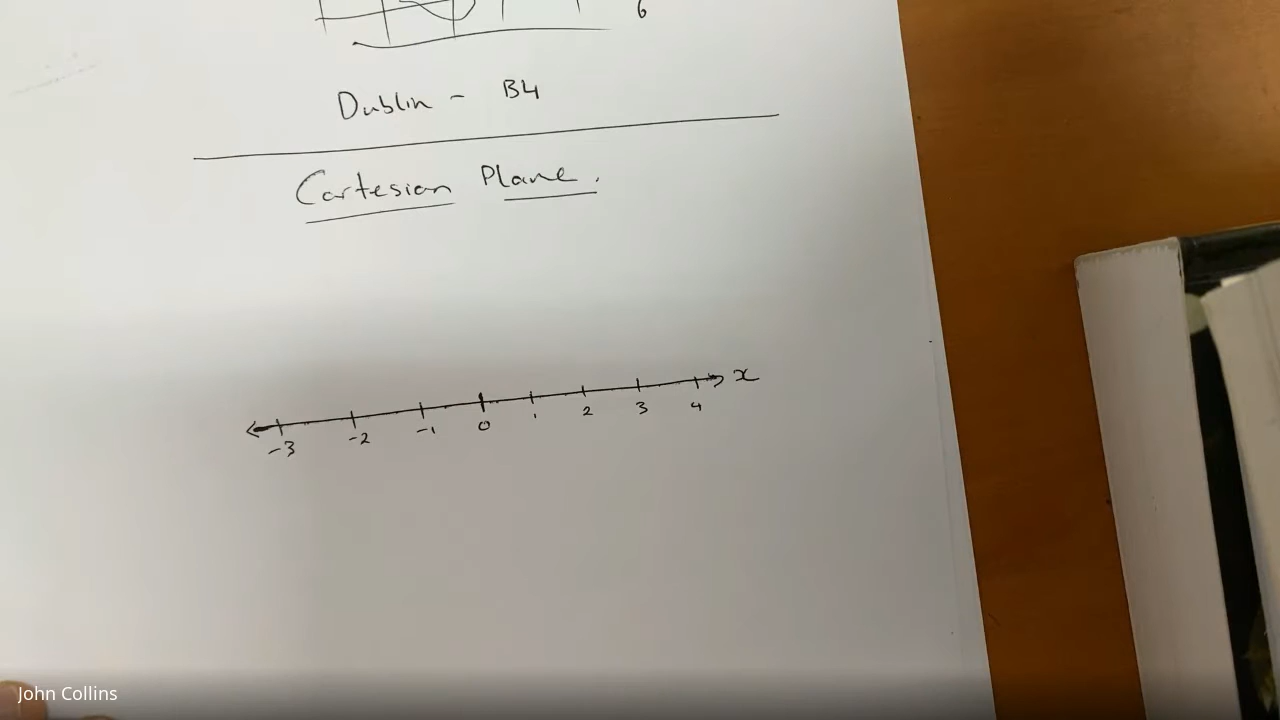 6
Dublin - B4
Cartesian Plane.
x
-3 -2 -1 0 1 2 3 4
John Collins